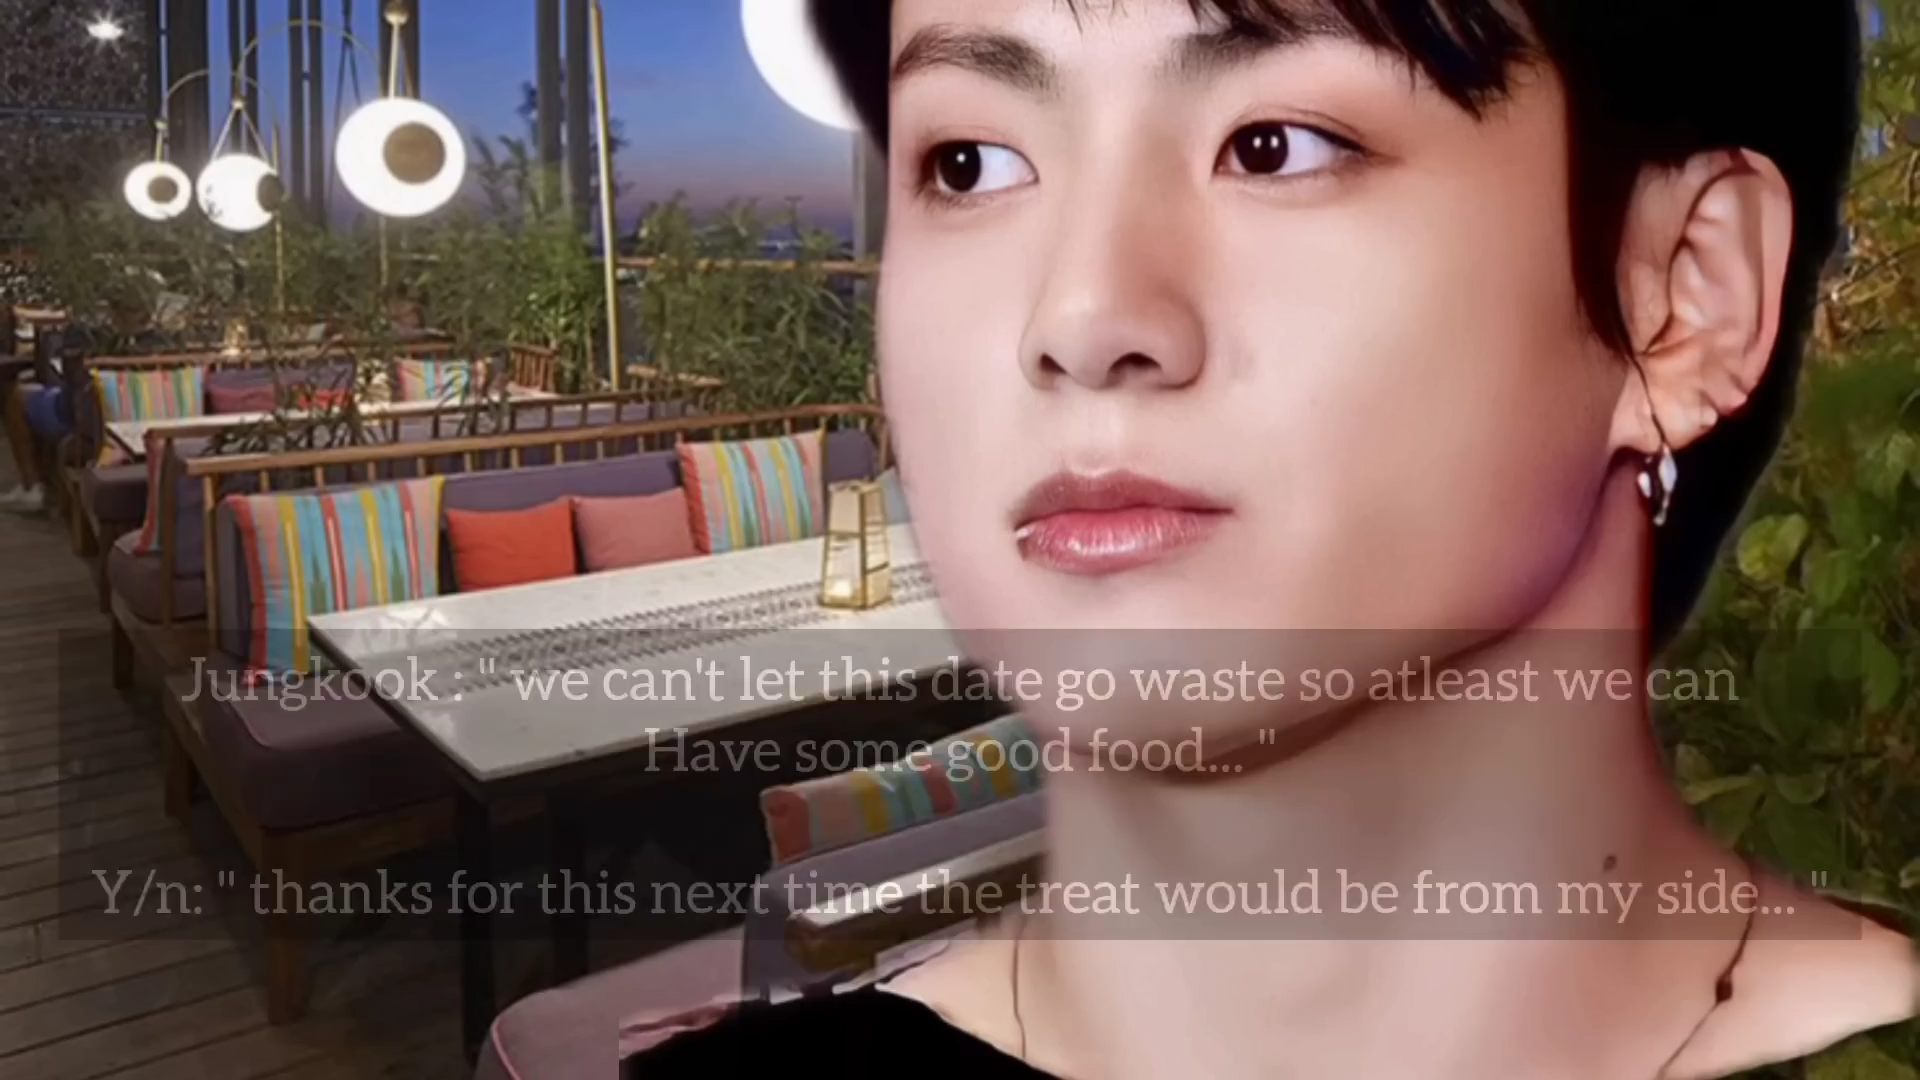 Jungkook : " we can't let this date go waste so atleast we can
Have some good food... "
Y/n: " thanks for this next time the treat would be from my side... "